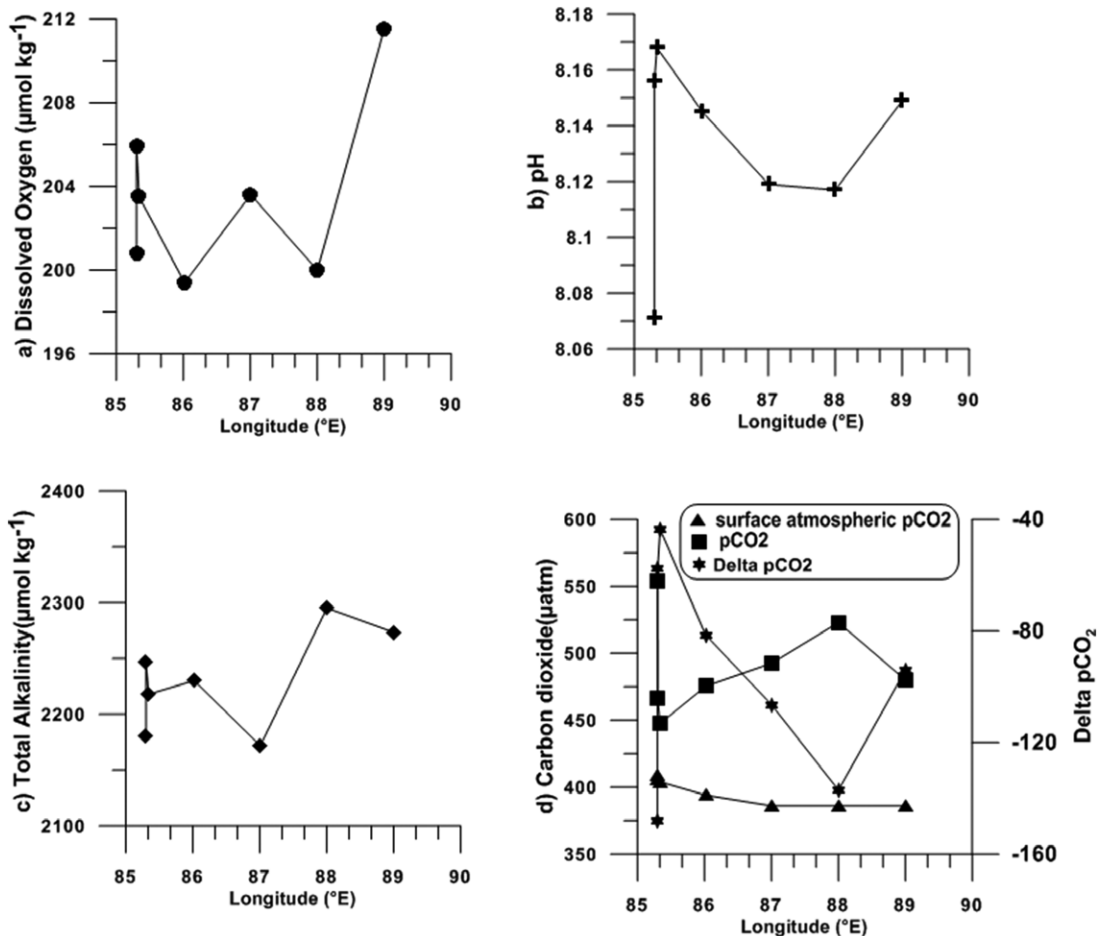 212
208
204
200
196
a) Dissolved Oxygen (µmol kg⁻¹)
85 86 87 88 89 90
Longitude (°E)
8.18
8.16
8.14
8.12
8.1
8.08
8.06
b) pH
85 86 87 88 89 90
Longitude (°E)
2400
2300
2200
2100
c) Total Alkalinity(µmol kg⁻¹)
85 86 87 88 89 90
Longitude (°E)
surface atmospheric pCO2
pCO2
Delta pCO2
600
550
500
450
400
350
d) Carbon dioxide(µatm)
-40
-80
-120
-160
Delta pCO₂
85 86 87 88 89 90
Longitude (°E)